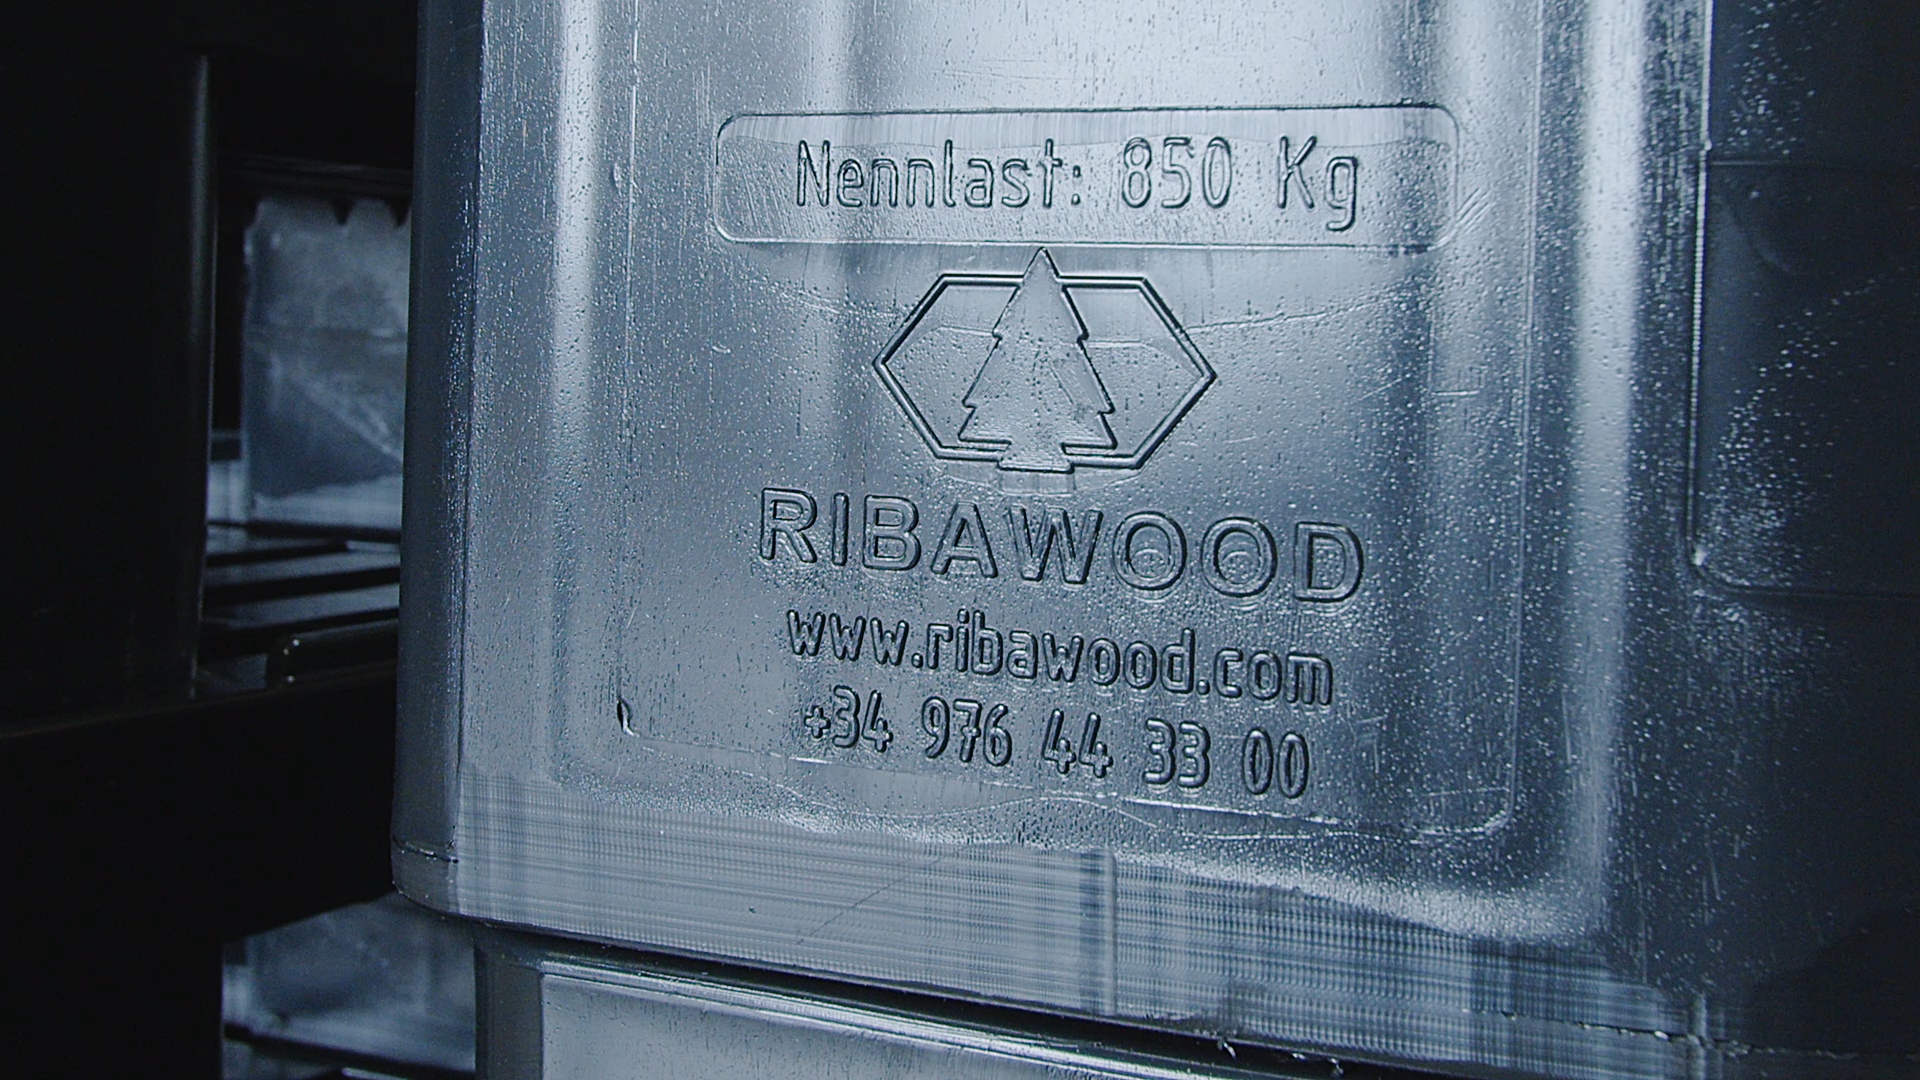 Nennlast: 850 Kg
RIBAWOOD
www.ribawood.com
+34 976 44 33 00